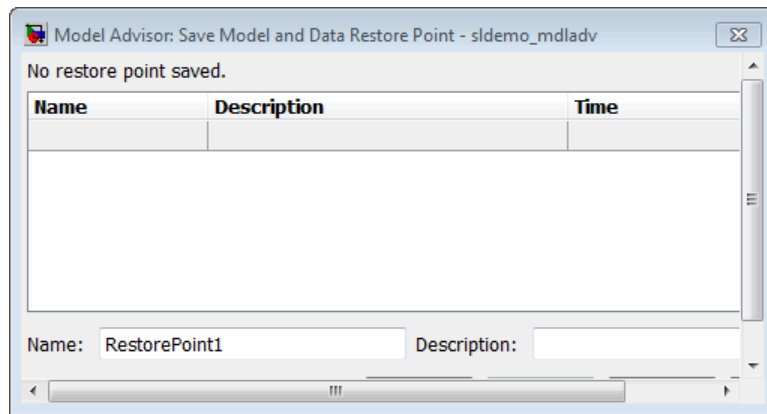 Model Advisor: Save Model and Data Restore Point - sldemo_mdladv
No restore point saved.
Name Description Time
Name: RestorePoint1 Description: